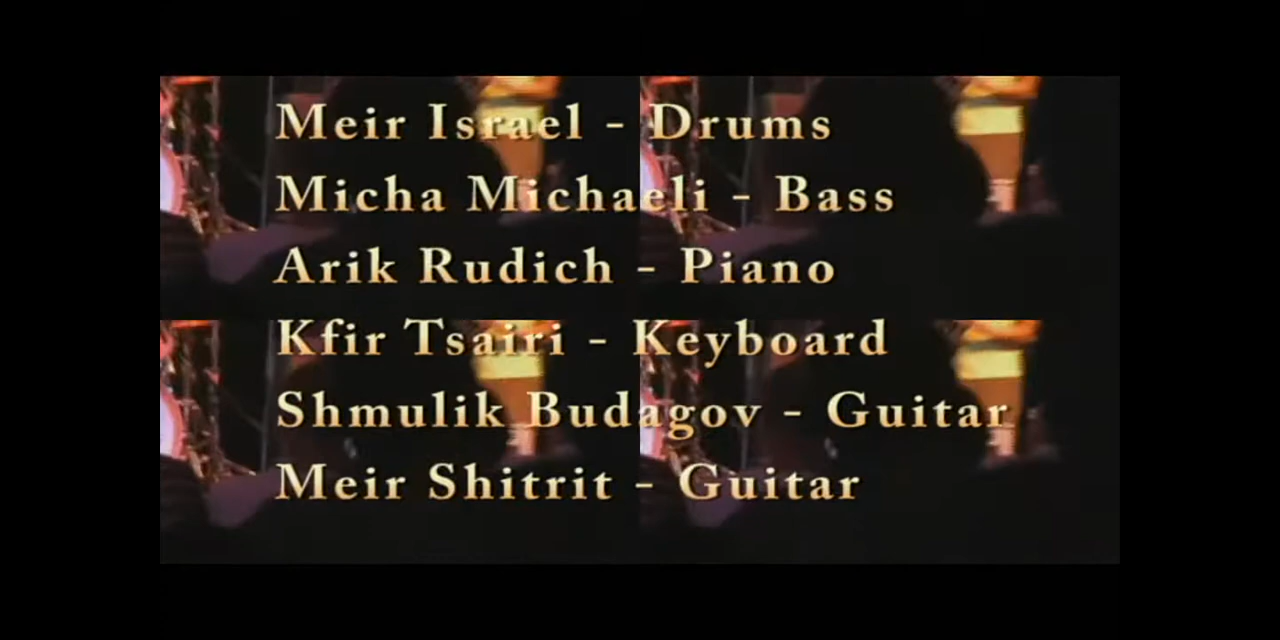 Meir Israel - Drums
Micha Michaeli - Bass
Arik Rudich - Piano
Kfir Tsairi - Keyboard
Shmulik Budagov - Guitar
Meir Shitrit - Guitar